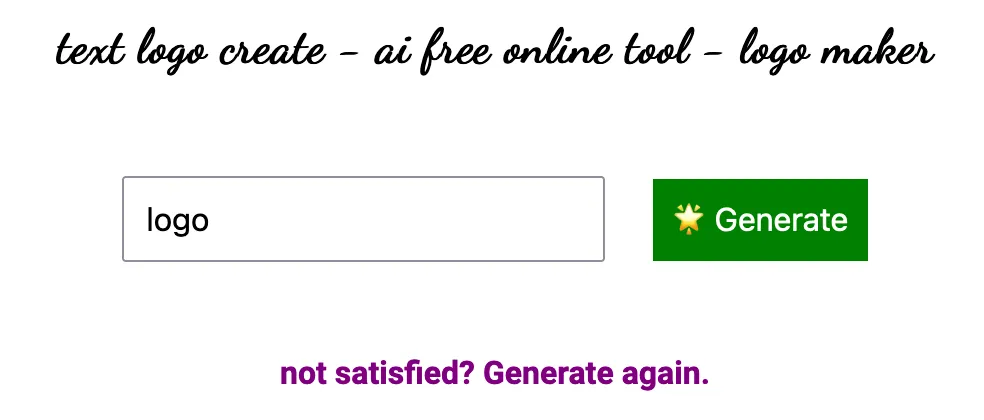 text logo create - ai free online tool - logo maker
logo
🌟 Generate
not satisfied? Generate again.